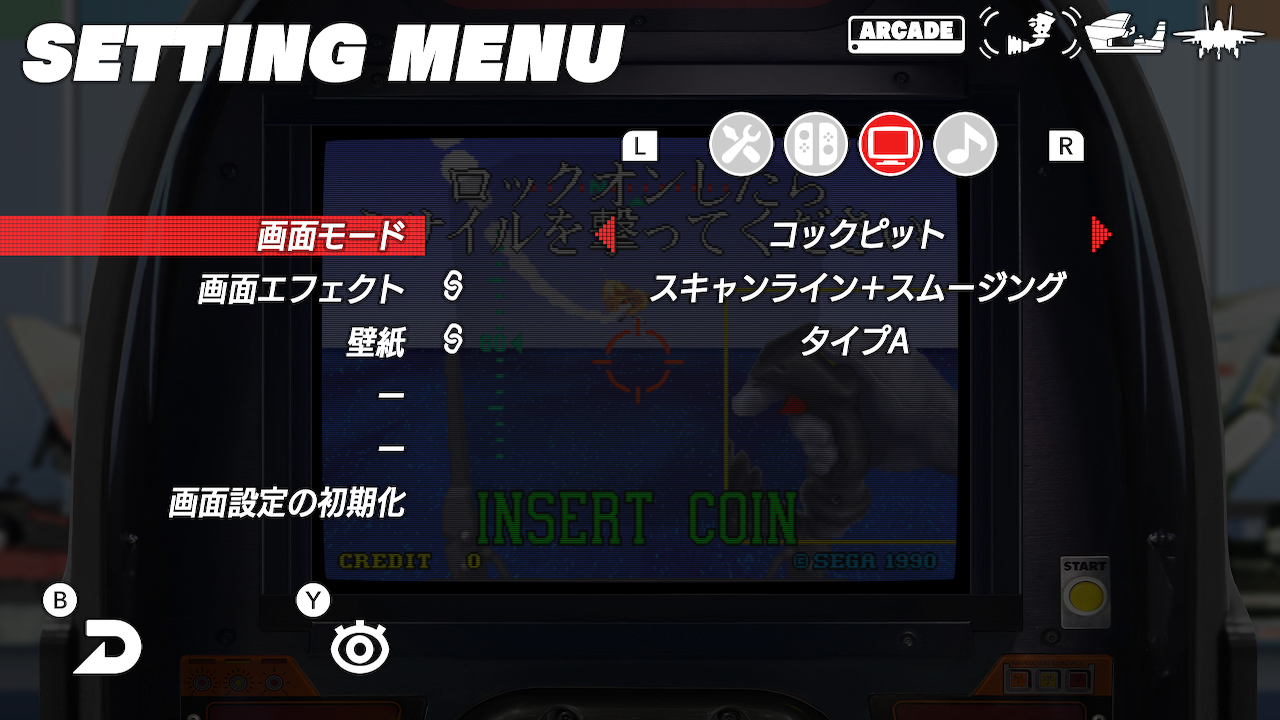 SETTING MENU
ARCADE
L
R
ロックオンしたら
ミサイルを撃ってください
画面モード
コックピット
画面エフェクト
スキャンライン+スムージング
壁紙
タイプA
—
—
画面設定の初期化
INSERT COIN
CREDIT 0
©SEGA 1990
START
B
Y